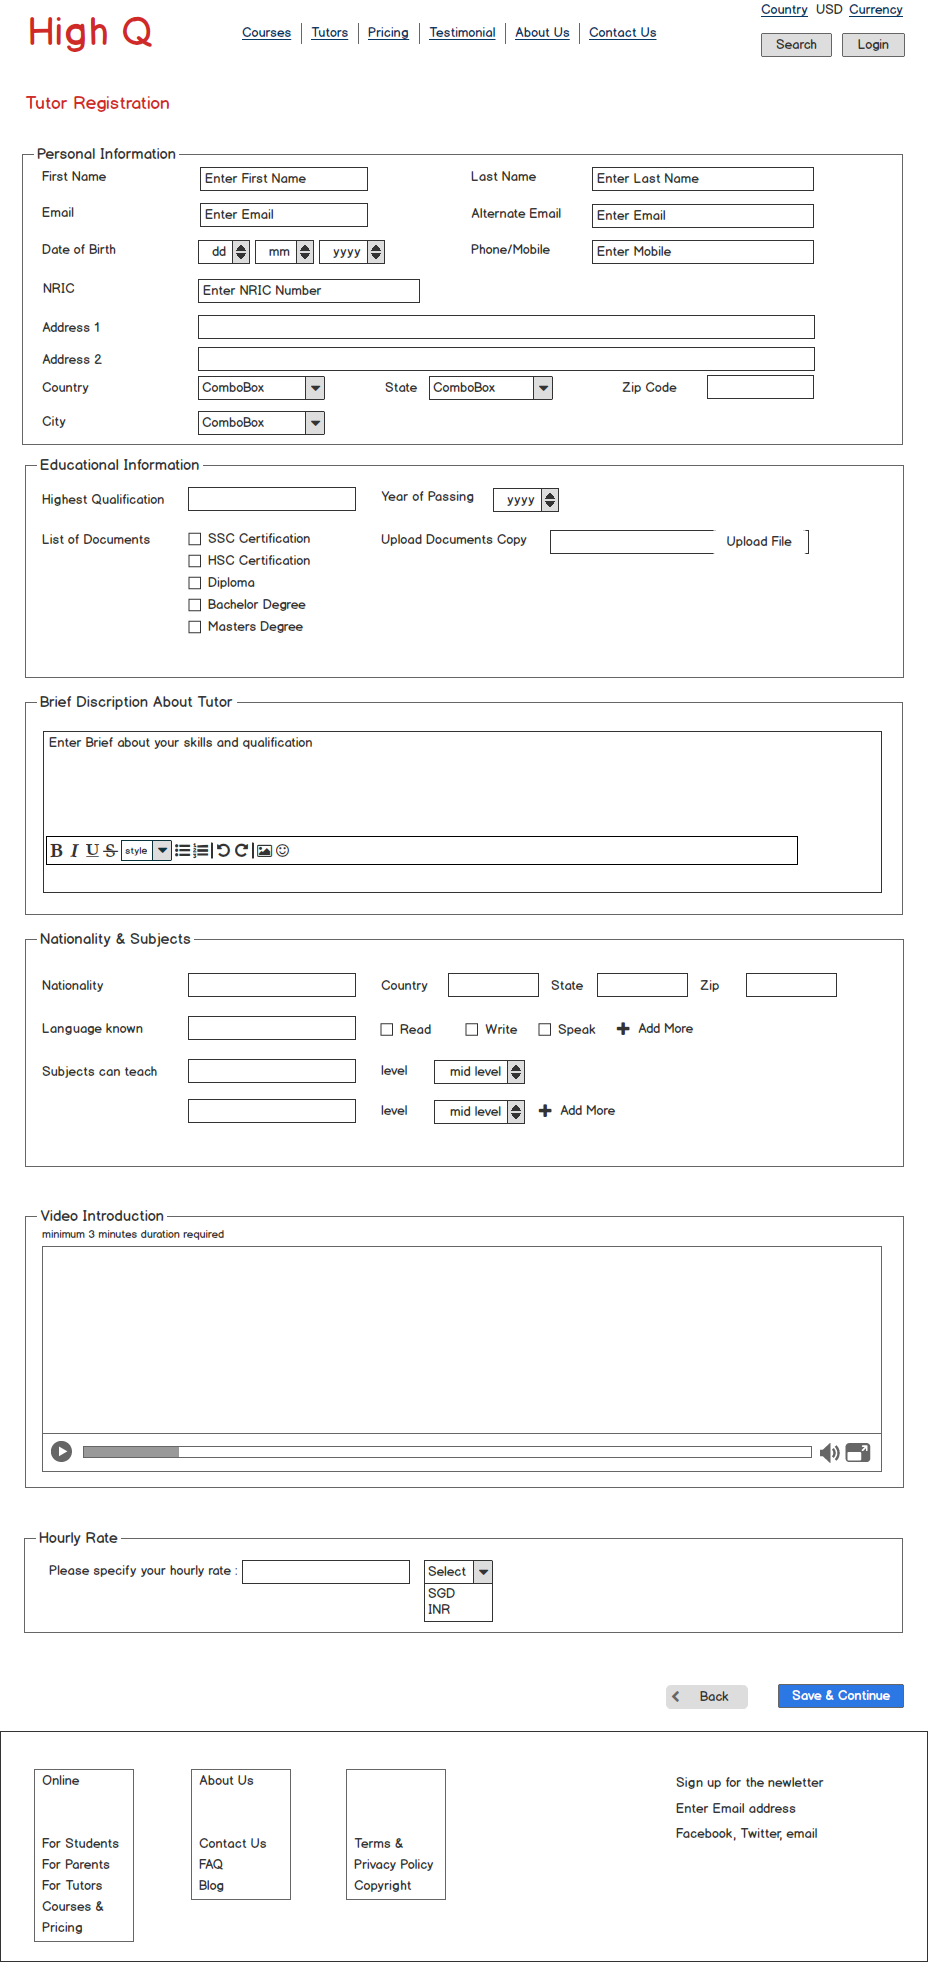 Country USD Currency
High Q
Courses Tutors Pricing Testimonial About Us Contact Us
Search Login
Tutor Registration
Personal Information
First Name Enter First Name Last Name Enter Last Name
Email Enter Email Alternate Email Enter Email
Date of Birth dd mm yyyy Phone/Mobile Enter Mobile
NRIC Enter NRIC Number
Address 1
Address 2
Country ComboBox State ComboBox Zip Code
City ComboBox
Educational Information
Highest Qualification Year of Passing yyyy
List of Documents SSC Certification Upload Documents Copy Upload File
HSC Certification
Diploma
Bachelor Degree
Masters Degree
Brief Discription About Tutor
Enter Brief about your skills and qualification
B I U S style
Nationality & Subjects
Nationality Country State Zip
Language known Read Write Speak Add More
Subjects can teach level mid level
level mid level Add More
Video Introduction
minimum 3 minutes duration required
Hourly Rate
Please specify your hourly rate : Select
SGD
INR
Back Save & Continue
Online
For Students
For Parents
For Tutors
Courses &
Pricing
About Us
Contact Us
FAQ
Blog
Terms &
Privacy Policy
Copyright
Sign up for the newletter
Enter Email address
Facebook, Twitter, email